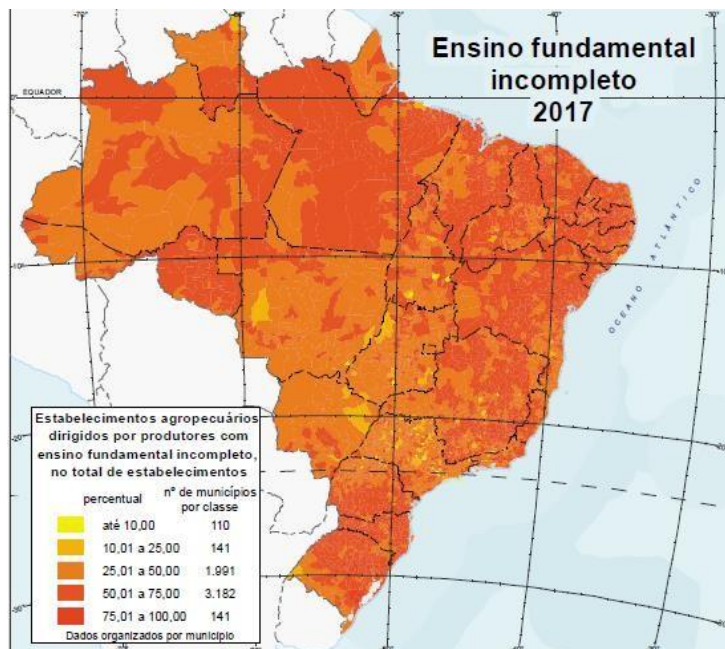 Ensino fundamental
incompleto
2017
EQUADOR
0°
OCEANO ATLÂNTICO
Estabelecimentos agropecuários
dirigidos por produtores com
ensino fundamental incompleto,
no total de estabelecimentos
percentual nº de municípios
por classe
até 10,00 110
10,01 a 25,00 141
25,01 a 50,00 1.991
50,01 a 75,00 3.182
75,01 a 100,00 141
Dados organizados por município